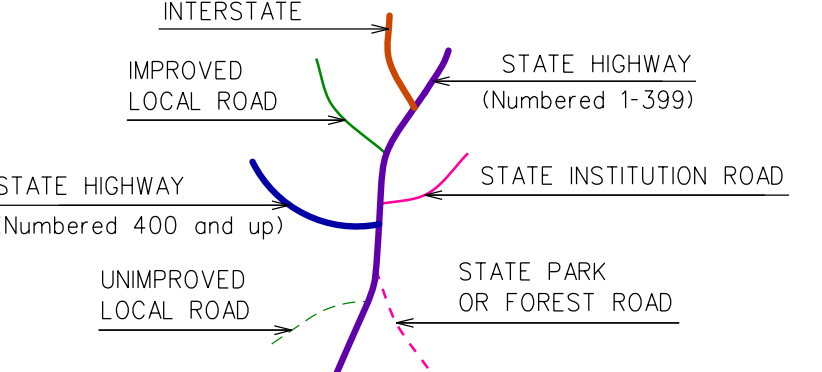 INTERSTATE
STATE HIGHWAY
(Numbered 1-399)
IMPROVED
LOCAL ROAD
STATE HIGHWAY
(Numbered 400 and up)
STATE INSTITUTION ROAD
UNIMPROVED
LOCAL ROAD
STATE PARK
OR FOREST ROAD